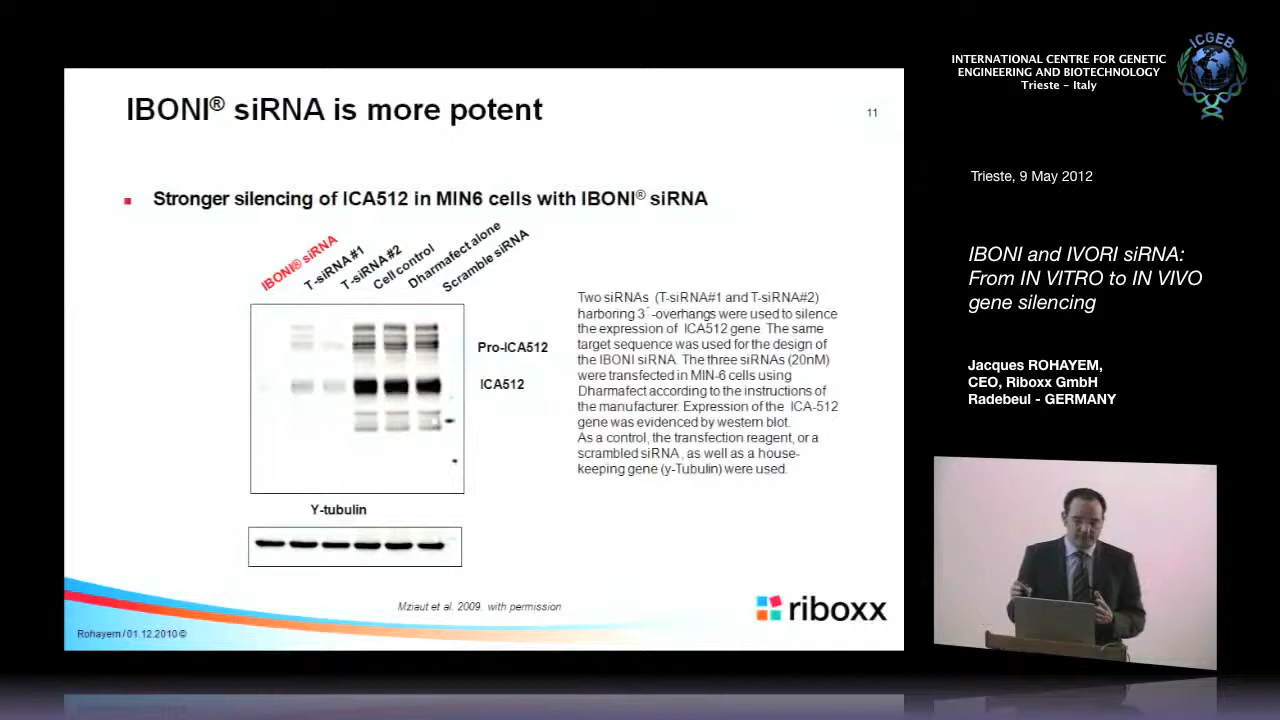 IBONI® siRNA is more potent
11
Stronger silencing of ICA512 in MIN6 cells with IBONI® siRNA
IBONI® siRNA
T-siRNA #1
T-siRNA #2
Cell control
Dharmafect alone
Scramble siRNA
Pro-ICA512
ICA512
Two siRNAs (T-siRNA#1 and T-siRNA#2)
harboring 3´-overhangs were used to silence
the expression of ICA512 gene. The same
target sequence was used for the design of
the IBONI siRNA. The three siRNAs (20nM)
were transfected in MIN-6 cells using
Dharmafect according to the instructions of
the manufacturer. Expression of the ICA-512
gene was evidenced by western blot.
As a control, the transfection reagent, or a
scrambled siRNA, as well as a house-
keeping gene (y-Tubulin) were used.
Y-tubulin
Mziaut et al. 2009. with permission
riboxx
Rohayem / 01.12.2010 ©
INTERNATIONAL CENTRE FOR GENETIC
ENGINEERING AND BIOTECHNOLOGY
Trieste - Italy
ICGEB
Trieste, 9 May 2012
IBONI and IVORI siRNA:
From IN VITRO to IN VIVO
gene silencing
Jacques ROHAYEM,
CEO, Riboxx GmbH
Radebeul - GERMANY